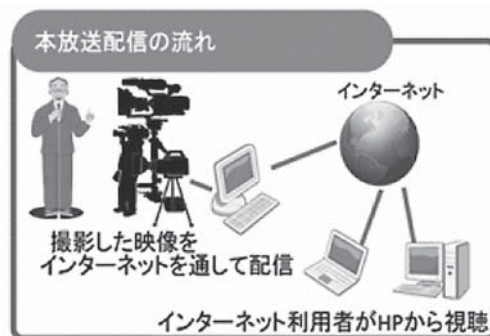 本放送配信の流れ
インターネット
撮影した映像を
インターネットを通して配信
インターネット利用者がHPから視聴